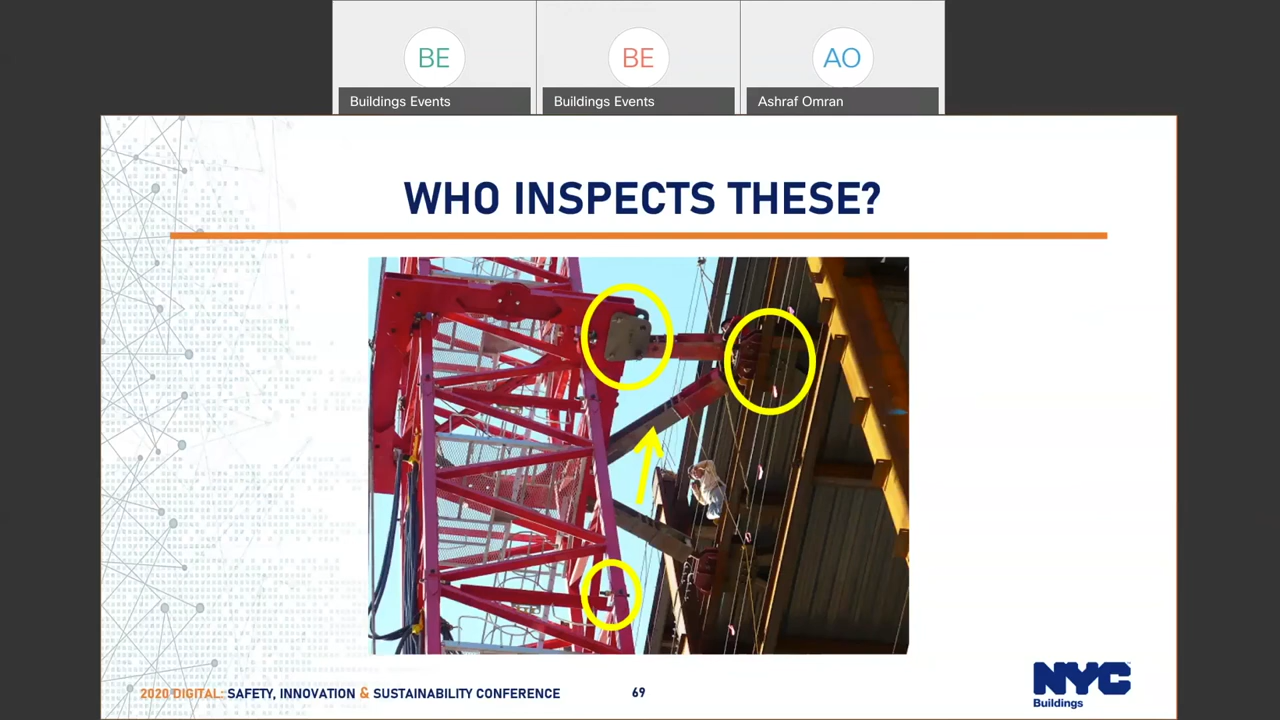 BE
BE
AO
Buildings Events
Buildings Events
Ashraf Omran
WHO INSPECTS THESE?
2020 DIGITAL: SAFETY, INNOVATION & SUSTAINABILITY CONFERENCE
69
NYC
Buildings